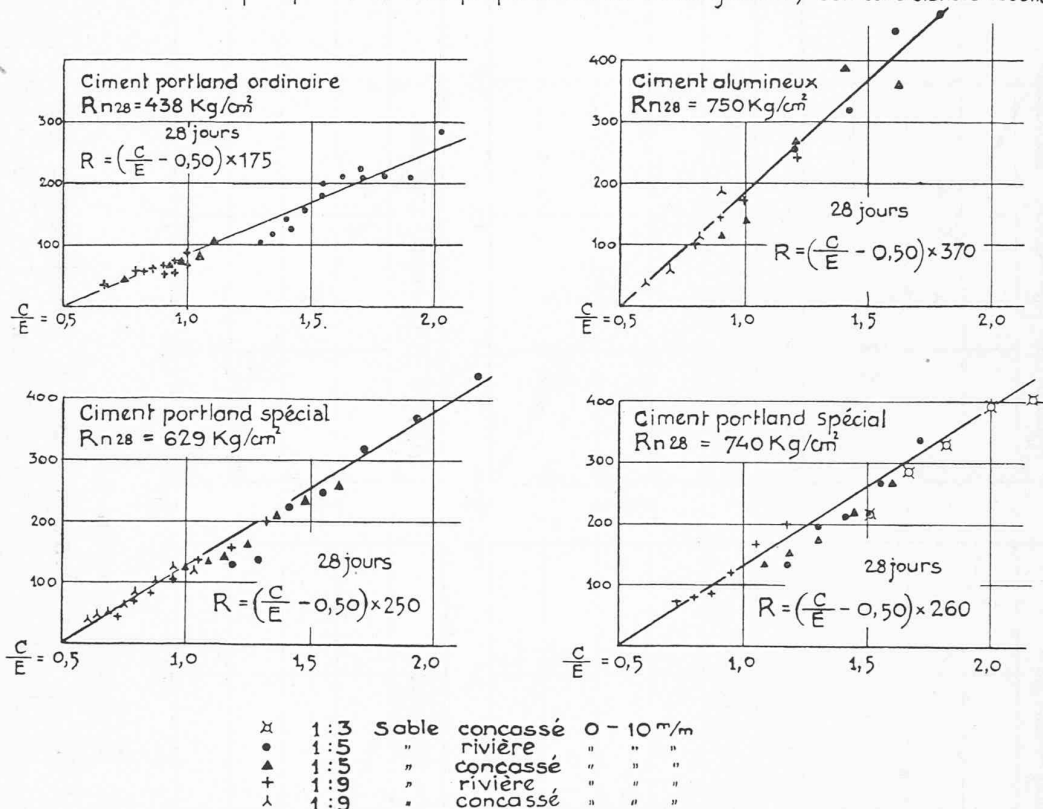 Ciment portland ordinaire
Rn28 = 438 Kg/cm²
28 jours
R = (C/E - 0,50) × 175
300
200
100
C/E = 0,5 1,0 1,5 2,0
Ciment alumineux
Rn28 = 750 Kg/cm²
28 jours
R = (C/E - 0,50) × 370
400
300
200
100
C/E = 0,5 1,0 1,5 2,0
Ciment portland spécial
Rn28 = 629 Kg/cm²
28 jours
R = (C/E - 0,50) × 250
400
300
200
100
C/E = 0,5 1,0 1,5 2,0
Ciment portland spécial
Rn28 = 740 Kg/cm²
28 jours
R = (C/E - 0,50) × 260
400
300
200
100
C/E = 0,5 1,0 1,5 2,0
1:3 Sable concassé 0 - 10 m/m
1:5 " rivière " " "
1:5 " concassé " " "
1:9 " rivière " " "
1:9 " concassé " " "